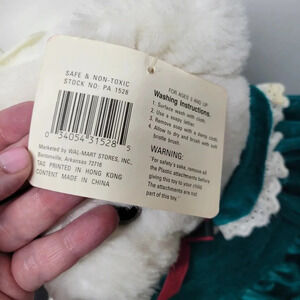 SAFE & NON-TOXIC
STOCK NO: PA 1528
0 34054 31528 5
Marketed by WAL-MART STORES, INC.,
Bentonville, Arkansas 72716
TAG PRINTED IN HONG KONG
CONTENT MADE IN CHINA
FOR AGES 3 AND UP
Washing Instructions.
1. Surface wash with cloth.
2. Use a soapy lather.
3. Remove soap with a damp cloth.
4. Allow to dry and brush with soft
bristle brush.
WARNING:
"For safety's sake, remove all
the Plastic attachments before
giving this toy to your child.
The attachments are not
part of this toy."